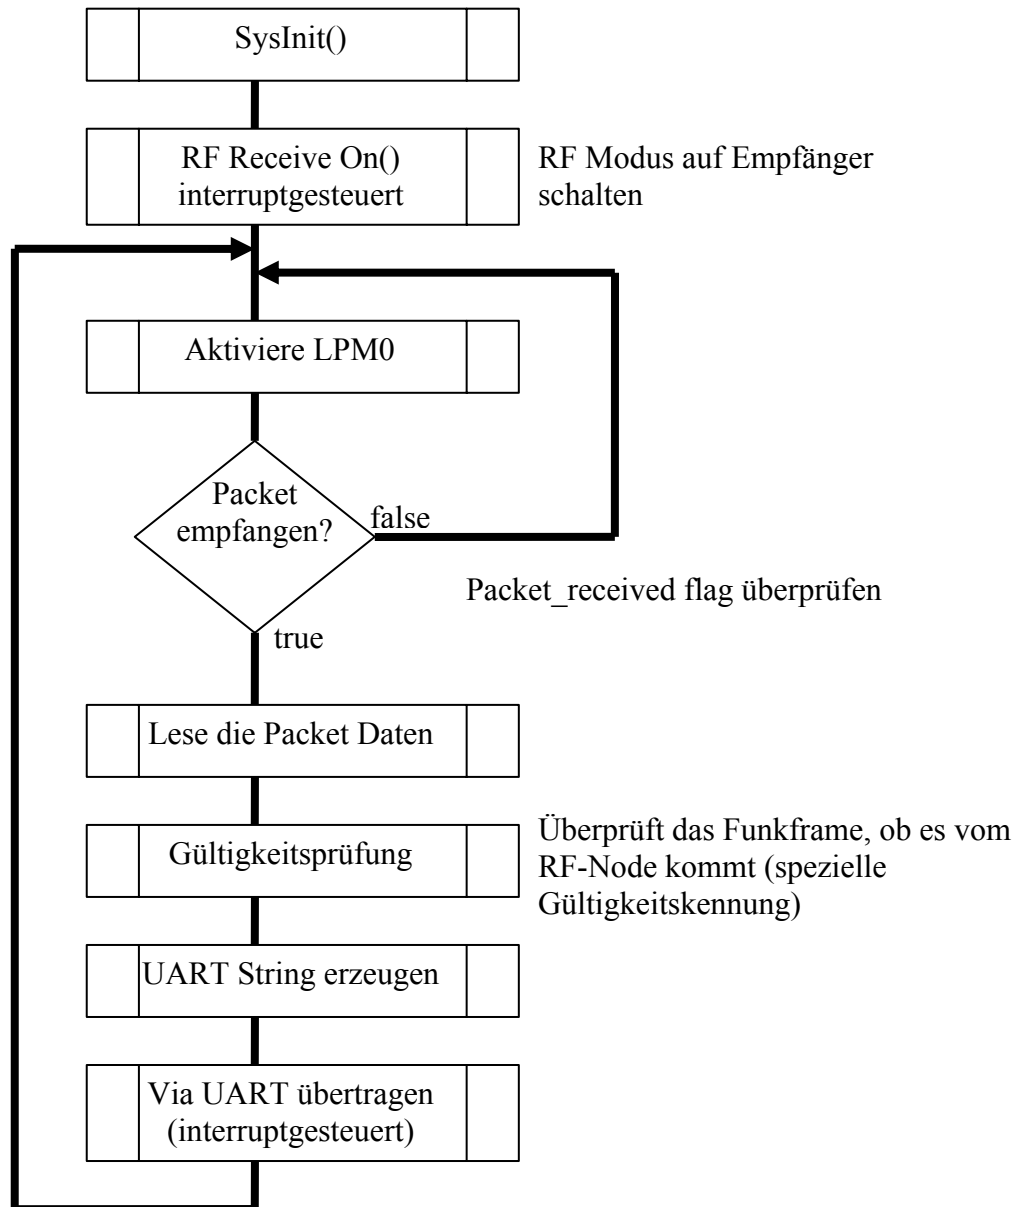 SysInit()
RF Receive On()
interruptgesteuert
RF Modus auf Empfänger
schalten
Aktiviere LPM0
Packet
empfangen?
false
Packet_received flag überprüfen
true
Lese die Packet Daten
Gültigkeitsprüfung
Überprüft das Funkframe, ob es vom
RF-Node kommt (spezielle
Gültigkeitskennung)
UART String erzeugen
Via UART übertragen
(interruptgesteuert)